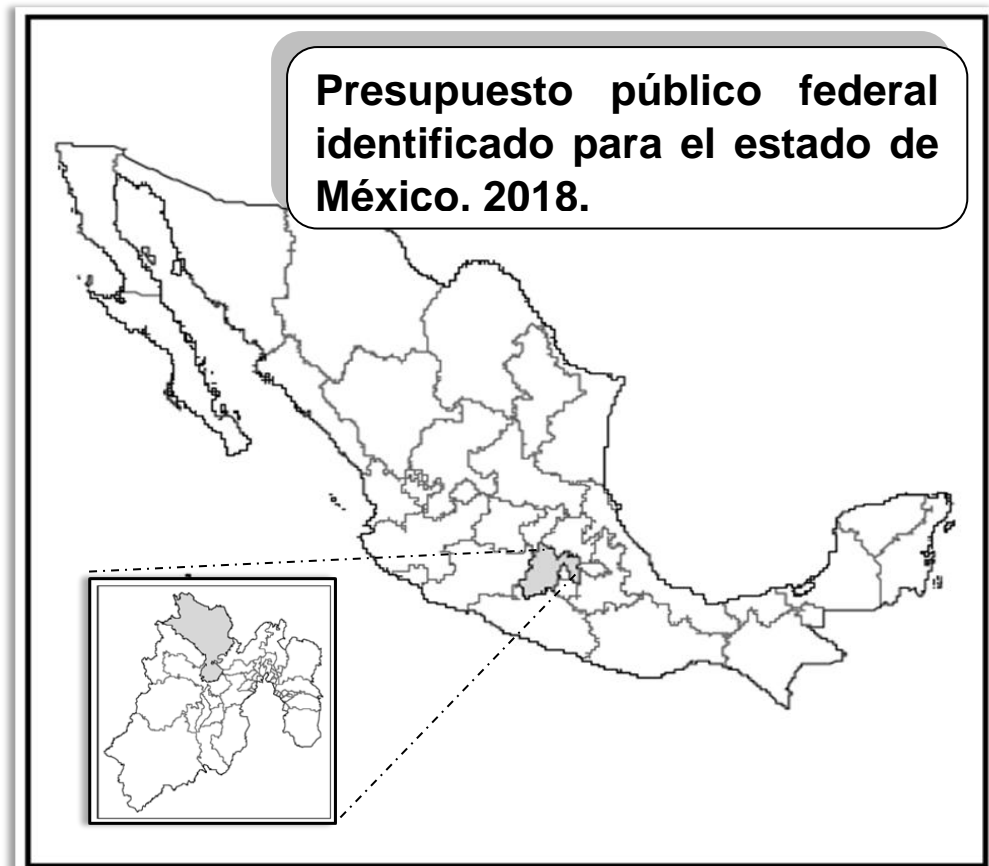 Presupuesto público federal
identificado para el estado de
México. 2018.